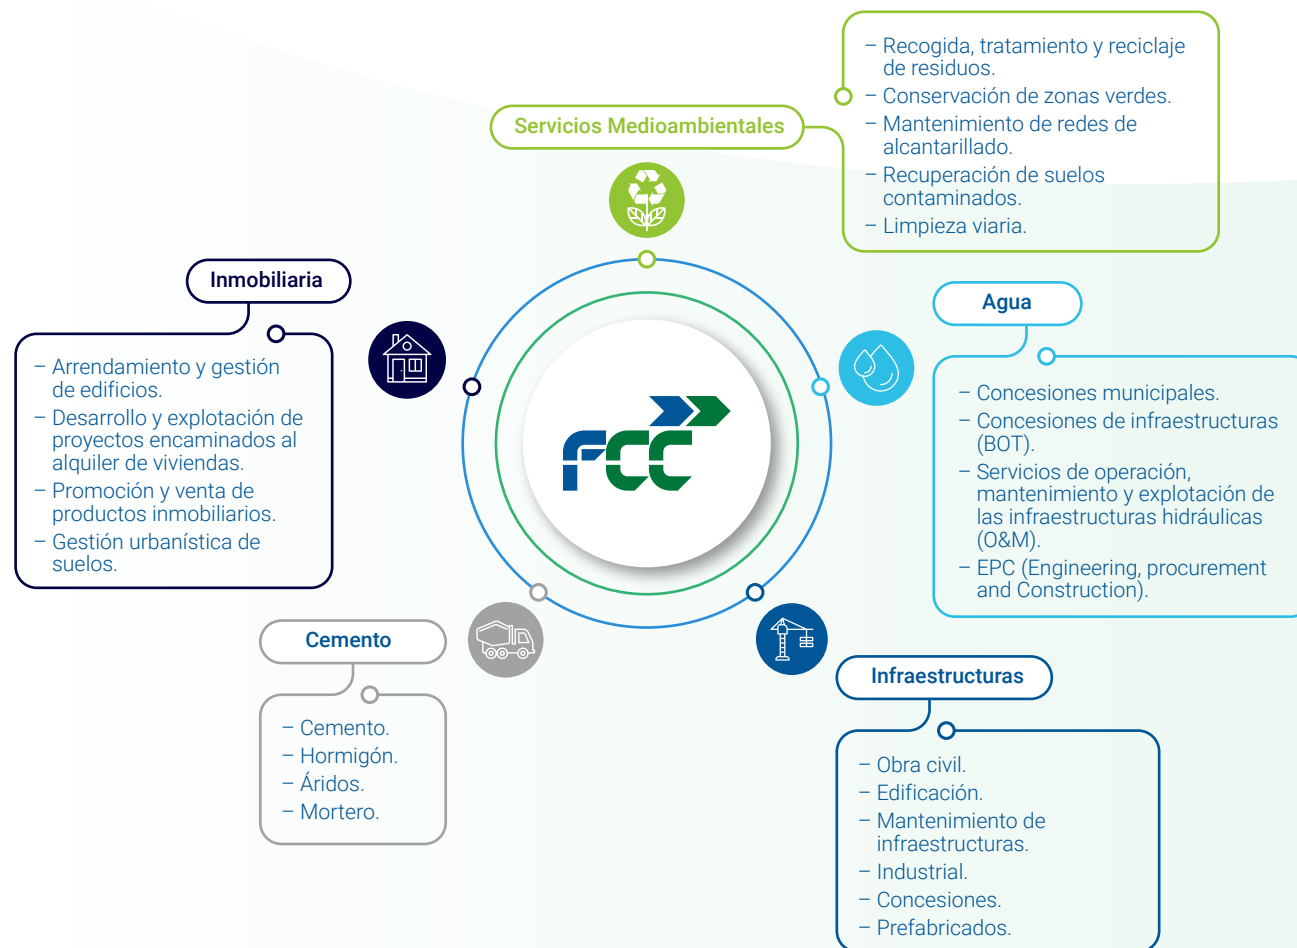 Servicios Medioambientales
– Recogida, tratamiento y reciclaje
de residuos.
– Conservación de zonas verdes.
– Mantenimiento de redes de
alcantarillado.
– Recuperación de suelos
contaminados.
– Limpieza viaria.
Inmobiliaria
– Arrendamiento y gestión
de edificios.
– Desarrollo y explotación de
proyectos encaminados al
alquiler de viviendas.
– Promoción y venta de
productos inmobiliarios.
– Gestión urbanística de
suelos.
FCC
Agua
– Concesiones municipales.
– Concesiones de infraestructuras
(BOT).
– Servicios de operación,
mantenimiento y explotación de
las infraestructuras hidráulicas
(O&M).
– EPC (Engineering, procurement
and Construction).
Cemento
– Cemento.
– Hormigón.
– Áridos.
– Mortero.
Infraestructuras
– Obra civil.
– Edificación.
– Mantenimiento de
infraestructuras.
– Industrial.
– Concesiones.
– Prefabricados.